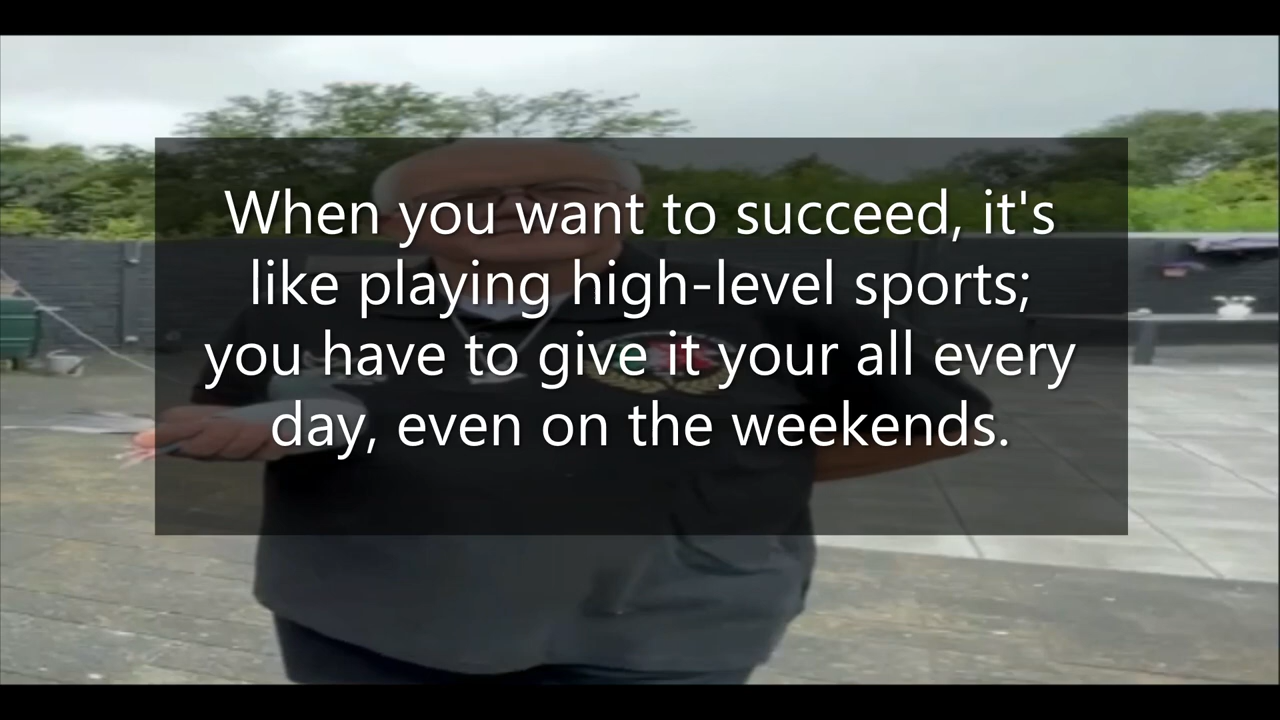 When you want to succeed, it's
like playing high-level sports;
you have to give it your all every
day, even on the weekends.